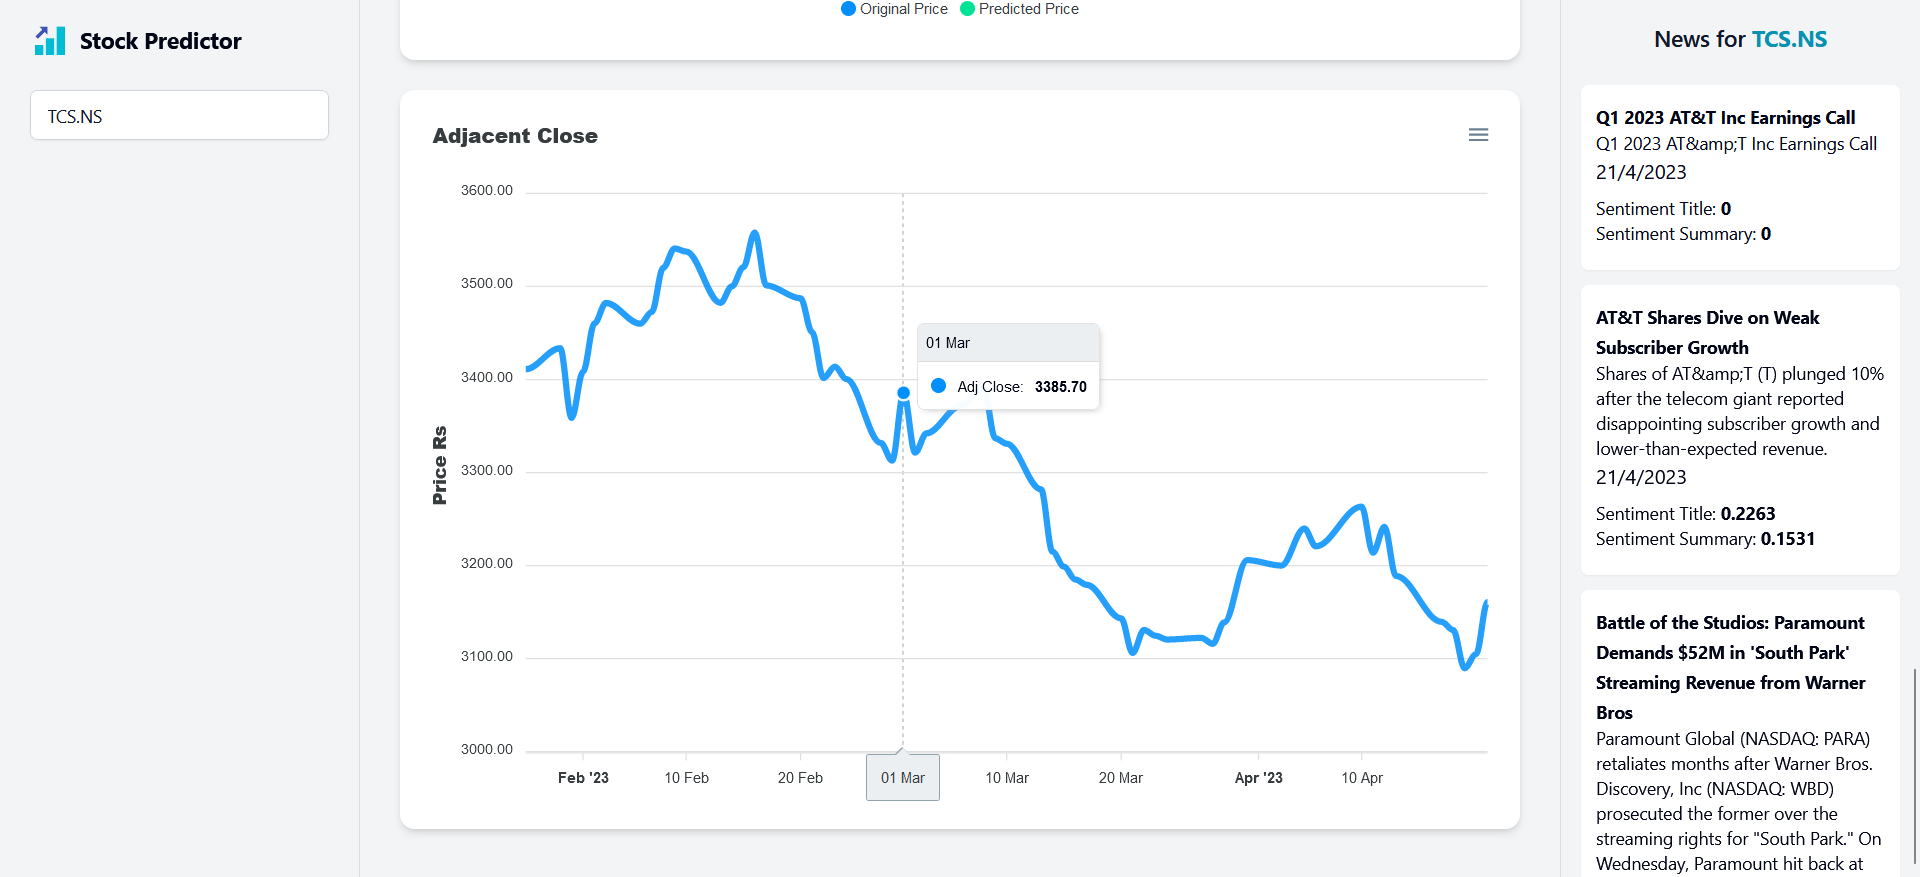 Stock Predictor
TCS.NS
Original Price Predicted Price
Adjacent Close
Price Rs
3600.00
3500.00
3400.00
3300.00
3200.00
3100.00
3000.00
01 Mar
Adj Close: 3385.70
Feb '23 10 Feb 20 Feb 01 Mar 10 Mar 20 Mar Apr '23 10 Apr
News for TCS.NS
Q1 2023 AT&T Inc Earnings Call
Q1 2023 AT&amp;T Inc Earnings Call
21/4/2023
Sentiment Title: 0
Sentiment Summary: 0
AT&T Shares Dive on Weak
Subscriber Growth
Shares of AT&amp;T (T) plunged 10%
after the telecom giant reported
disappointing subscriber growth and
lower-than-expected revenue.
21/4/2023
Sentiment Title: 0.2263
Sentiment Summary: 0.1531
Battle of the Studios: Paramount
Demands $52M in 'South Park'
Streaming Revenue from Warner
Bros
Paramount Global (NASDAQ: PARA)
retaliates months after Warner Bros.
Discovery, Inc (NASDAQ: WBD)
prosecuted the former over the
streaming rights for "South Park." On
Wednesday, Paramount hit back at